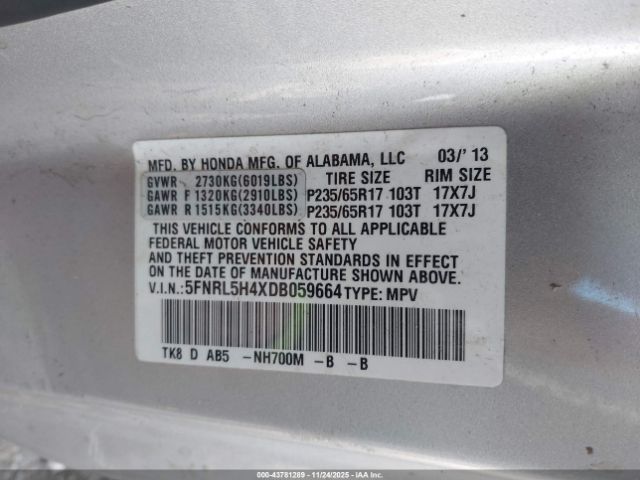 MFD. BY HONDA MFG. OF ALABAMA, LLC 03/' 13
GVWR 2730KG(6019LBS) TIRE SIZE RIM SIZE
GAWR F 1320KG(2910LBS) P235/65R17 103T 17X7J
GAWR R 1515KG(3340LBS) P235/65R17 103T 17X7J
THIS VEHICLE CONFORMS TO ALL APPLICABLE
FEDERAL MOTOR VEHICLE SAFETY
AND THEFT PREVENTION STANDARDS IN EFFECT
ON THE DATE OF MANUFACTURE SHOWN ABOVE.
V.I.N.: 5FNRL5H4XDB059664 TYPE: MPV
TK8 D AB5 -NH700M -B -B
000-43781269 - 11/24/2025 - IAAI.COM